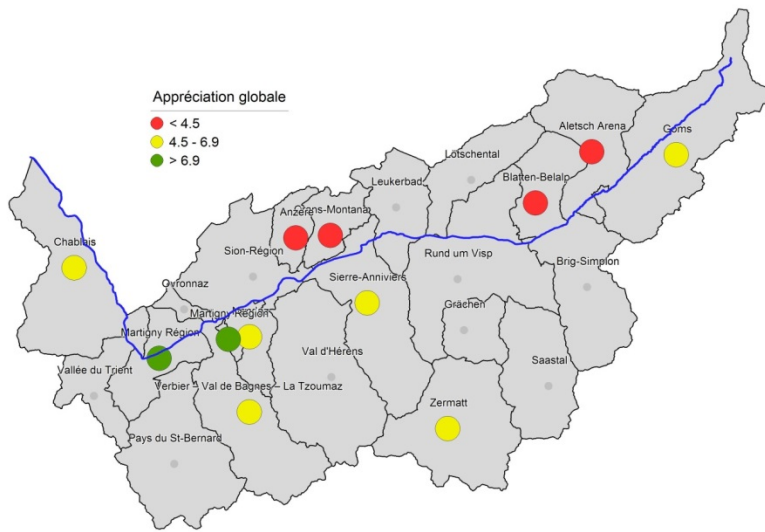 Appréciation globale
< 4.5
4.5 - 6.9
> 6.9
Aletsch Arena
Goms
Lötschental
Blatten-Belalp
Leukerbad
Anzère
Crans-Montana
Chablais
Sion-Région
Rund um Visp
Brig-Simplon
Sierre-Anniviers
Ovronnaz
Martigny Région
Grächen
Martigny Région
Val d'Hérens
Saastal
Vallée du Trient
Verbier – Val de Bagnes – La Tzoumaz
Zermatt
Pays du St-Bernard